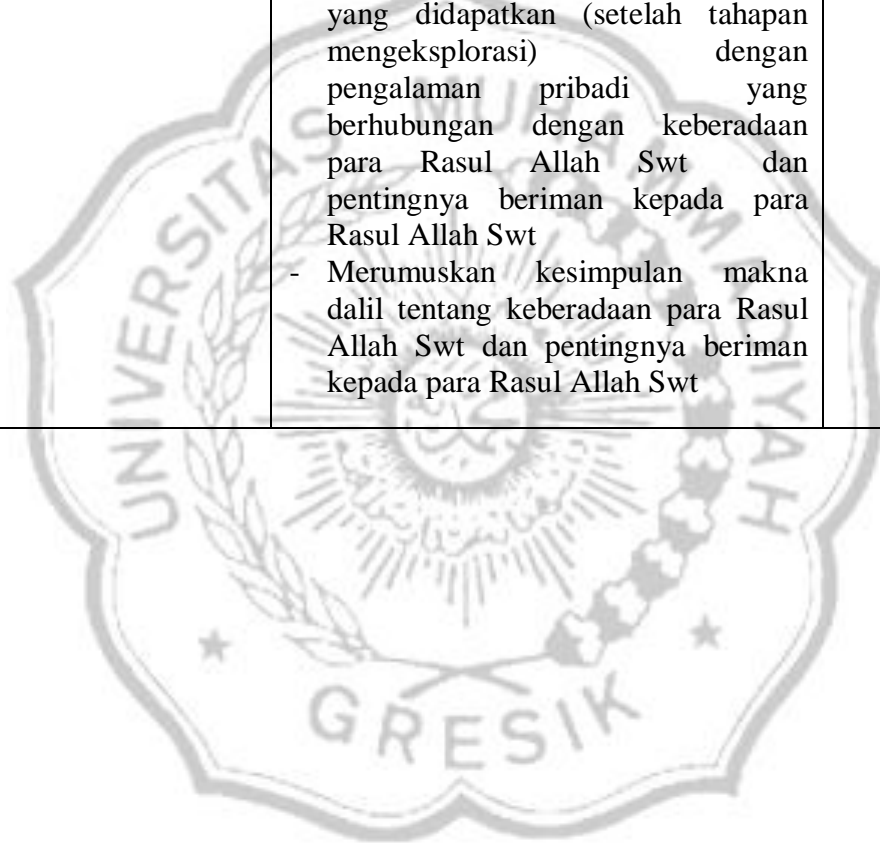 yang didapatkan (setelah tahapan
mengeksplorasi) dengan
pengalaman pribadi yang
berhubungan dengan keberadaan
para Rasul Allah Swt dan
pentingnya beriman kepada para
Rasul Allah Swt
- Merumuskan kesimpulan makna
dalil tentang keberadaan para Rasul
Allah Swt dan pentingnya beriman
kepada para Rasul Allah Swt
UNIVERSITAS MUHAMMADIYAH
GRESIK